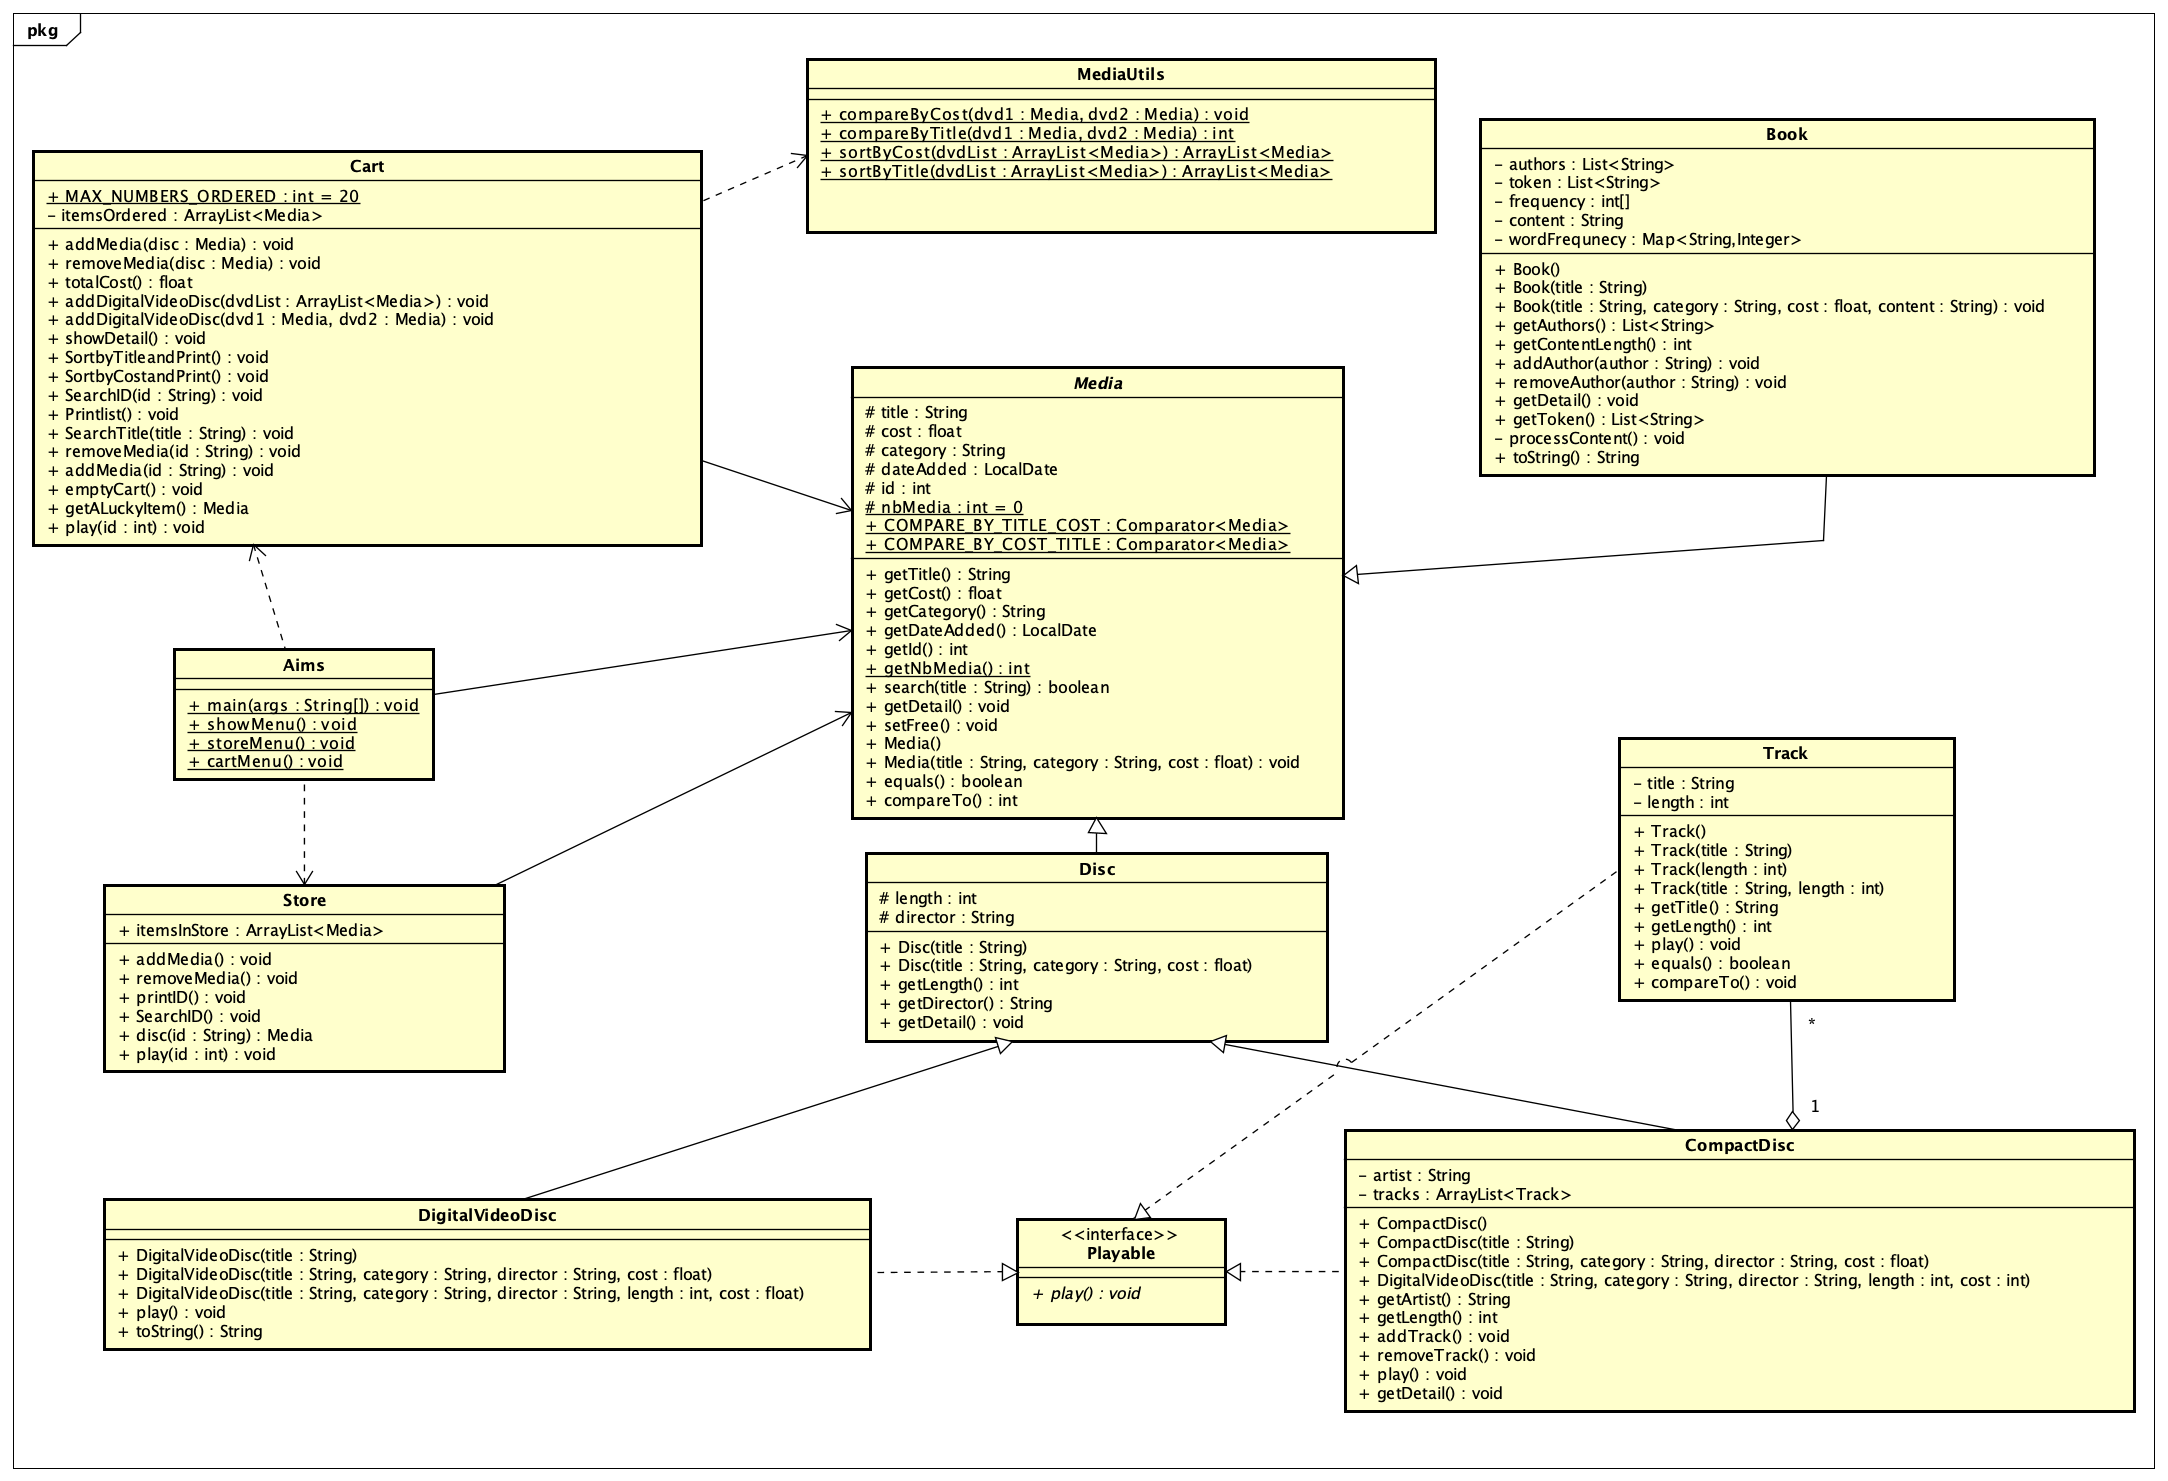 pkg
MediaUtils
+ compareByCost(dvd1 : Media, dvd2 : Media) : void
+ compareByTitle(dvd1 : Media, dvd2 : Media) : int
+ sortByCost(dvdList : ArrayList<Media>) : ArrayList<Media>
+ sortByTitle(dvdList : ArrayList<Media>) : ArrayList<Media>
Cart
+ MAX_NUMBERS_ORDERED : int = 20
- itemsOrdered : ArrayList<Media>
+ addMedia(disc : Media) : void
+ removeMedia(disc : Media) : void
+ totalCost() : float
+ addDigitalVideoDisc(dvdList : ArrayList<Media>) : void
+ addDigitalVideoDisc(dvd1 : Media, dvd2 : Media) : void
+ showDetail() : void
+ SortbyTitleandPrint() : void
+ SortbyCostandPrint() : void
+ SearchID(id : String) : void
+ Printlist() : void
+ SearchTitle(title : String) : void
+ removeMedia(id : String) : void
+ addMedia(id : String) : void
+ emptyCart() : void
+ getALuckyItem() : Media
+ play(id : int) : void
Book
- authors : List<String>
- token : List<String>
- frequency : int[]
- content : String
- wordFrequnecy : Map<String,Integer>
+ Book()
+ Book(title : String)
+ Book(title : String, category : String, cost : float, content : String) : void
+ getAuthors() : List<String>
+ getContentLength() : int
+ addAuthor(author : String) : void
+ removeAuthor(author : String) : void
+ getDetail() : void
+ getToken() : List<String>
- processContent() : void
+ toString() : String
Media
# title : String
# cost : float
# category : String
# dateAdded : LocalDate
# id : int
# nbMedia : int = 0
+ COMPARE_BY_TITLE_COST : Comparator<Media>
+ COMPARE_BY_COST_TITLE : Comparator<Media>
+ getTitle() : String
+ getCost() : float
+ getCategory() : String
+ getDateAdded() : LocalDate
+ getId() : int
+ getNbMedia() : int
+ search(title : String) : boolean
+ getDetail() : void
+ setFree() : void
+ Media()
+ Media(title : String, category : String, cost : float) : void
+ equals() : boolean
+ compareTo() : int
Aims
+ main(args : String[]) : void
+ showMenu() : void
+ storeMenu() : void
+ cartMenu() : void
Track
- title : String
- length : int
+ Track()
+ Track(title : String)
+ Track(length : int)
+ Track(title : String, length : int)
+ getTitle() : String
+ getLength() : int
+ play() : void
+ equals() : boolean
+ compareTo() : void
*
1
Store
+ itemsInStore : ArrayList<Media>
+ addMedia() : void
+ removeMedia() : void
+ printID() : void
+ SearchID() : void
+ disc(id : String) : Media
+ play(id : int) : void
Disc
# length : int
# director : String
+ Disc(title : String)
+ Disc(title : String, category : String, cost : float)
+ getLength() : int
+ getDirector() : String
+ getDetail() : void
DigitalVideoDisc
+ DigitalVideoDisc(title : String)
+ DigitalVideoDisc(title : String, category : String, director : String, cost : float)
+ DigitalVideoDisc(title : String, category : String, director : String, length : int, cost : float)
+ play() : void
+ toString() : String
<<interface>>
Playable
+ play() : void
CompactDisc
- artist : String
- tracks : ArrayList<Track>
+ CompactDisc()
+ CompactDisc(title : String)
+ CompactDisc(title : String, category : String, director : String, cost : float)
+ DigitalVideoDisc(title : String, category : String, director : String, length : int, cost : int)
+ getArtist() : String
+ getLength() : int
+ addTrack() : void
+ removeTrack() : void
+ play() : void
+ getDetail() : void